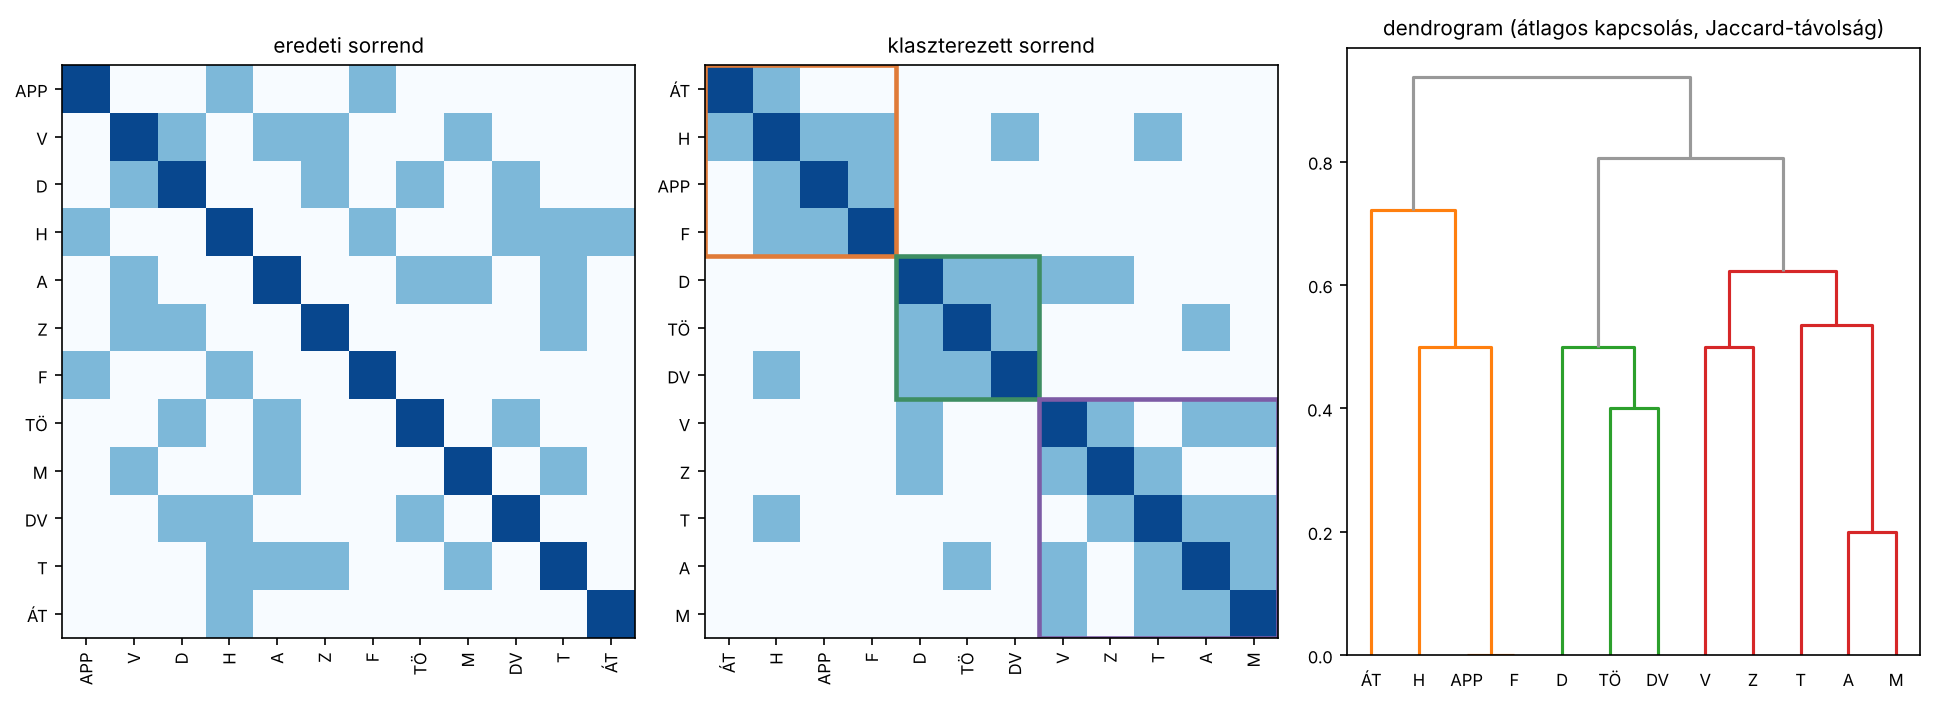 eredeti sorrend
APP
V
D
H
A
Z
F
TÖ
M
DV
T
ÁT
APP V D H A Z F TÖ M DV T ÁT
klaszterezett sorrend
ÁT
H
APP
F
D
TÖ
DV
V
Z
T
A
M
ÁT H APP F D TÖ DV V Z T A M
dendrogram (átlagos kapcsolás, Jaccard-távolság)
0.8
0.6
0.4
0.2
0.0
ÁT H APP F D TÖ DV V Z T A M